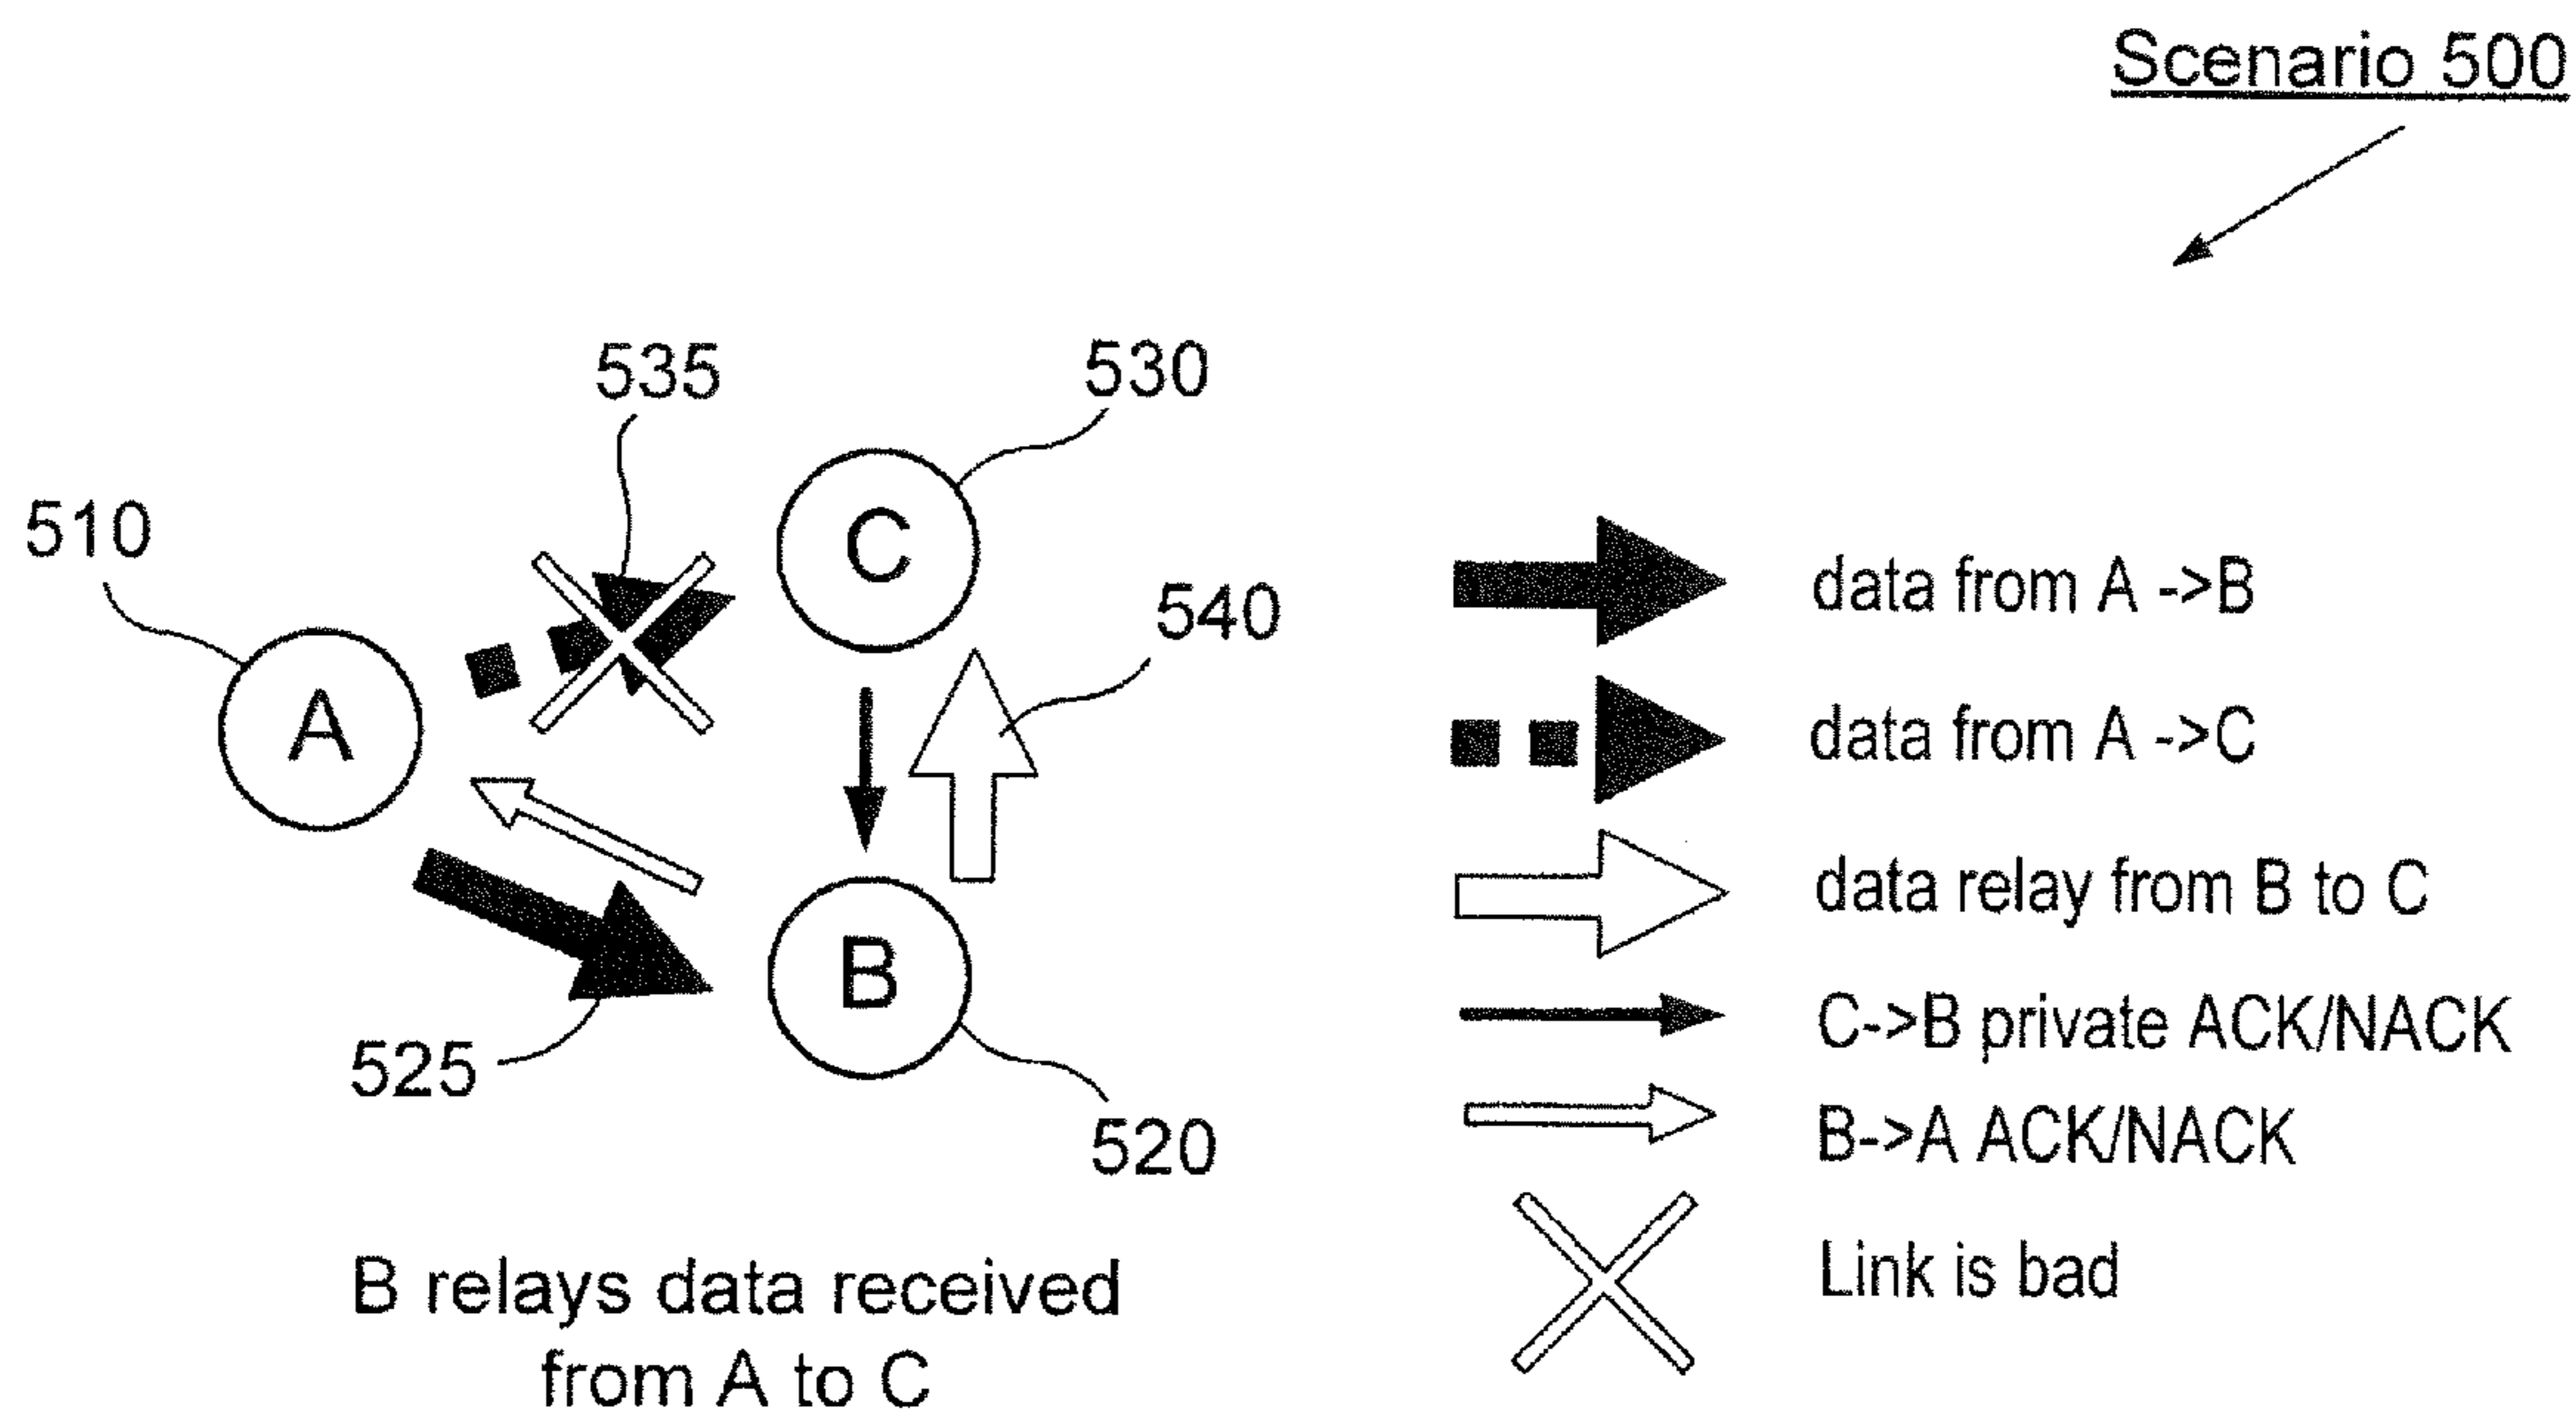 Scenario 500
535
530
510
C
540
A
B
525
520
B relays data received
from A to C
data from A ->B
data from A ->C
data relay from B to C
C->B private ACK/NACK
B->A ACK/NACK
Link is bad